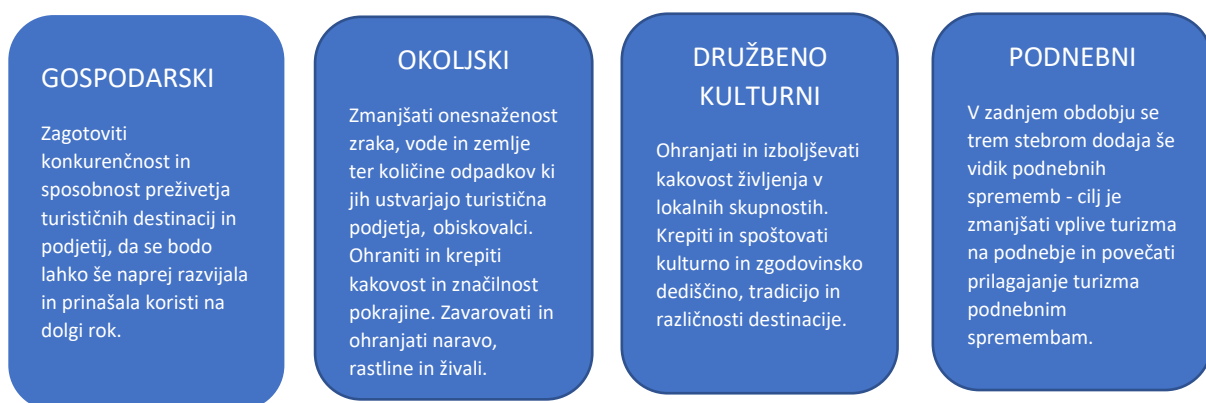 GOSPODARSKI
Zagotoviti
konkurenčnost in
sposobnost preživetja
turističnih destinacij in
podjetij, da se bodo
lahko še naprej razvijala
in prinašala koristi na
dolgi rok.
OKOLJSKI
Zmanjšati onesnaženost
zraka, vode in zemlje
ter količine odpadkov ki
jih ustvarjajo turistična
podjetja, obiskovalci.
Ohraniti in krepiti
kakovost in značilnost
pokrajine. Zavarovati in
ohranjati naravo,
rastline in živali.
DRUŽBENO
KULTURNI
Ohranjati in izboljševati
kakovost življenja v
lokalnih skupnostih.
Krepiti in spoštovati
kulturno in zgodovinsko
dediščino, tradicijo in
različnosti destinacije.
PODNEBNI
V zadnjem obdobju se
trem stebrom dodaja še
vidik podnebnih
sprememb - cilj je
zmanjšati vplive turizma
na podnebje in povečati
prilagajanje turizma
podnebnim
spremembam.